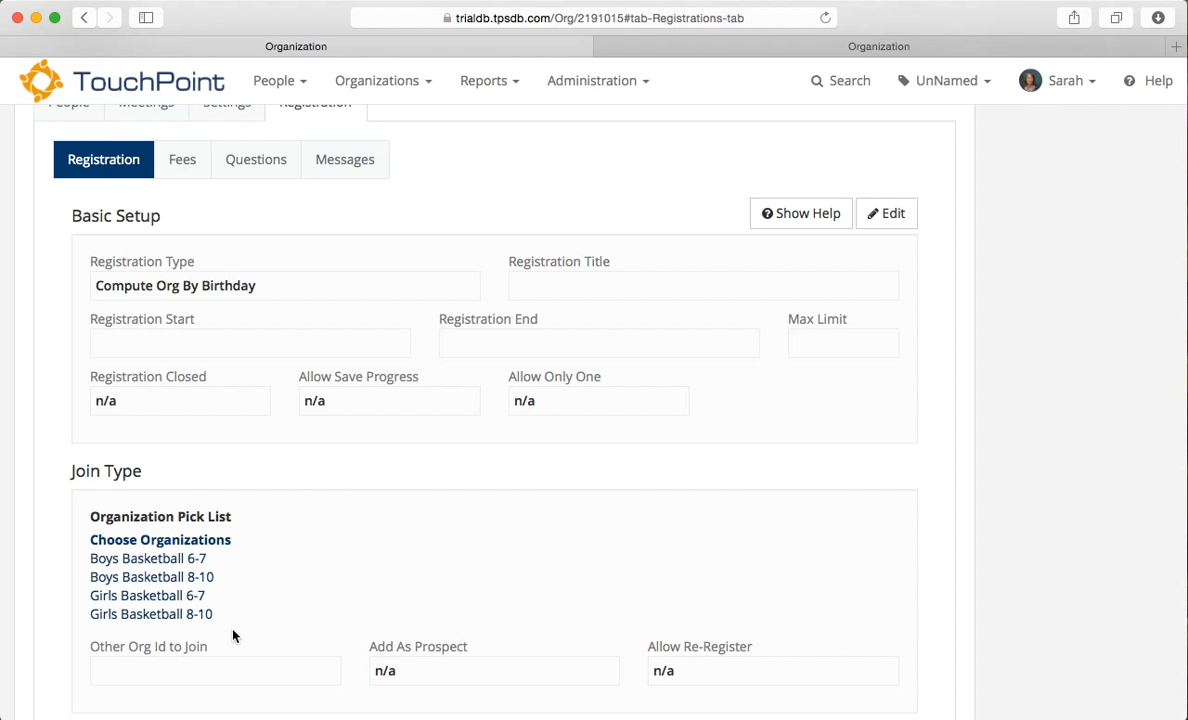 trialdb.tpsdb.com/Org/2191015#tab-Registrations-tab
Organization
Organization
TouchPoint
People
Organizations
Reports
Administration
Search
UnNamed
Sarah
Help
People
Meetings
Settings
Registration
Registration
Fees
Questions
Messages
Basic Setup
Show Help
Edit
Registration Type
Registration Title
Compute Org By Birthday
Registration Start
Registration End
Max Limit
Registration Closed
Allow Save Progress
Allow Only One
n/a
n/a
n/a
Join Type
Organization Pick List
Choose Organizations
Boys Basketball 6-7
Boys Basketball 8-10
Girls Basketball 6-7
Girls Basketball 8-10
Other Org Id to Join
Add As Prospect
Allow Re-Register
n/a
n/a